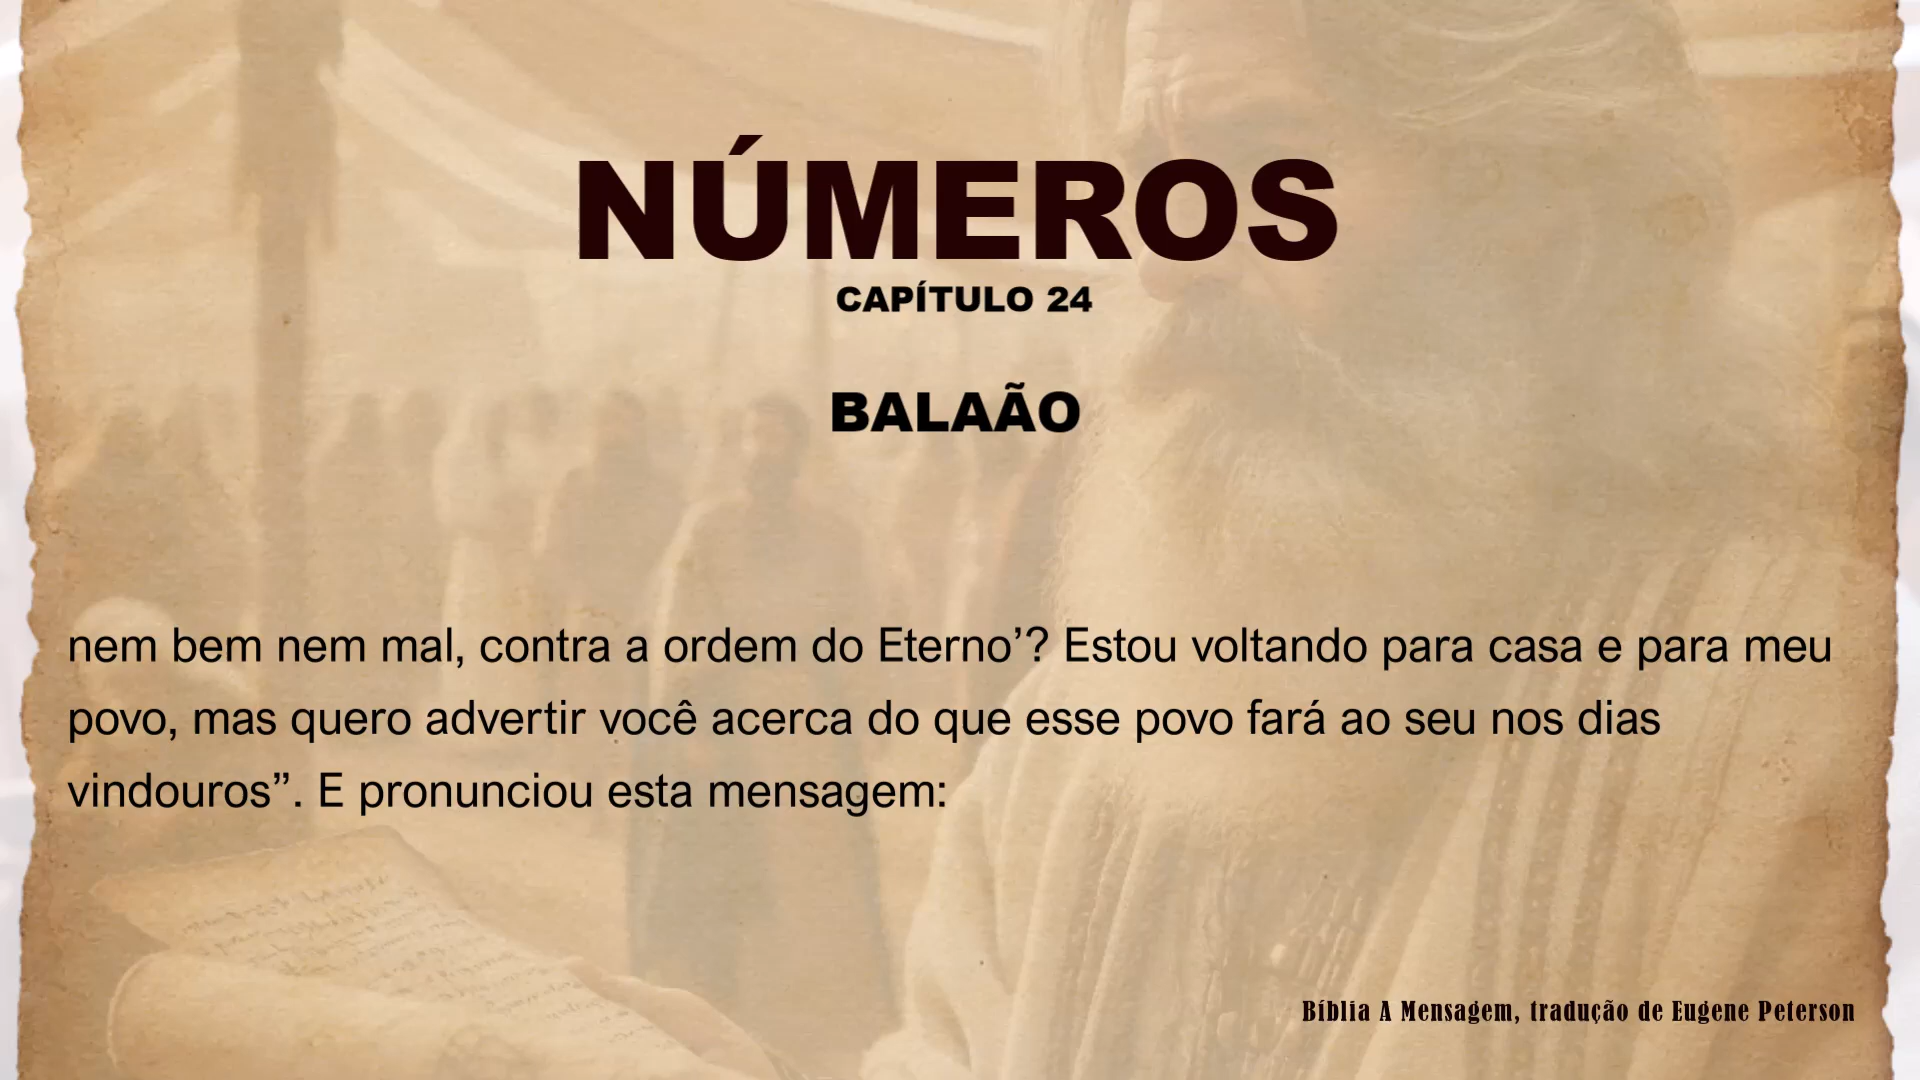 NÚMEROS
CAPÍTULO 24
BALAÃO
nem bem nem mal, contra a ordem do Eterno’? Estou voltando para casa e para meu
povo, mas quero advertir você acerca do que esse povo fará ao seu nos dias
vindouros”. E pronunciou esta mensagem:
Bíblia A Mensagem, tradução de Eugene Peterson